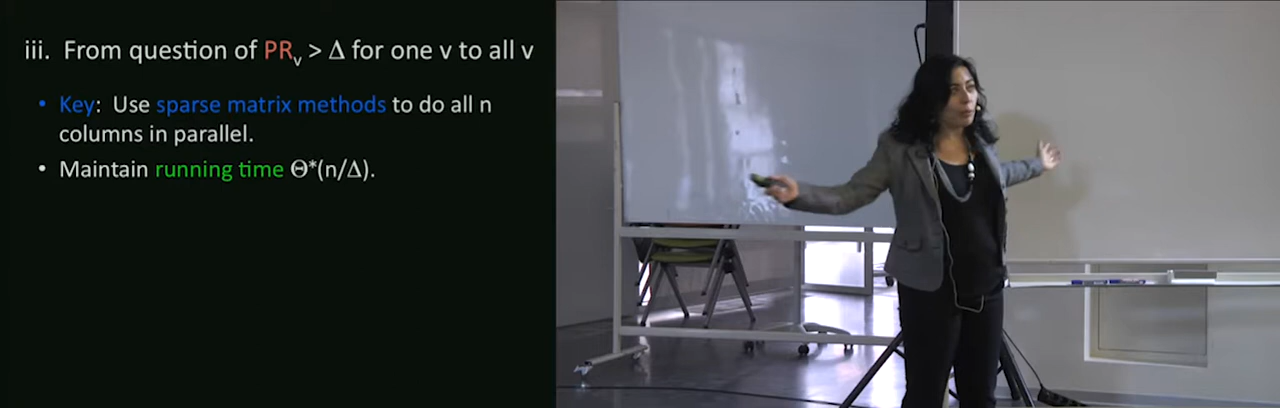 iii. From question of PRv > Δ for one v to all v
• Key: Use sparse matrix methods to do all n
columns in parallel.
• Maintain running time Θ*(n/Δ).